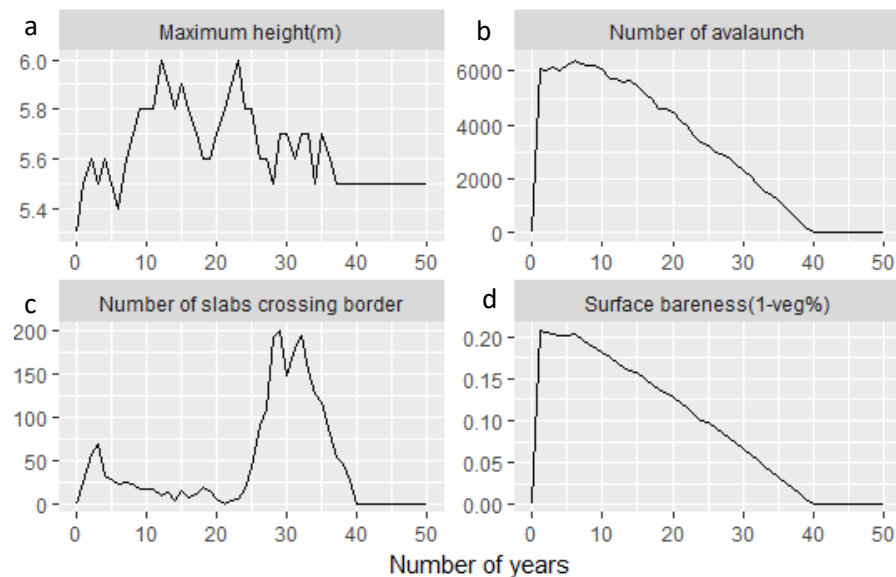 a
Maximum height(m)
6.0
5.8
5.6
5.4
0 10 20 30 40 50
b
Number of avalaunch
6000
4000
2000
0
0 10 20 30 40 50
c
Number of slabs crossing border
200
150
100
50
0
0 10 20 30 40 50
d
Surface bareness(1-veg%)
0.20
0.15
0.10
0.05
0.00
0 10 20 30 40 50
Number of years